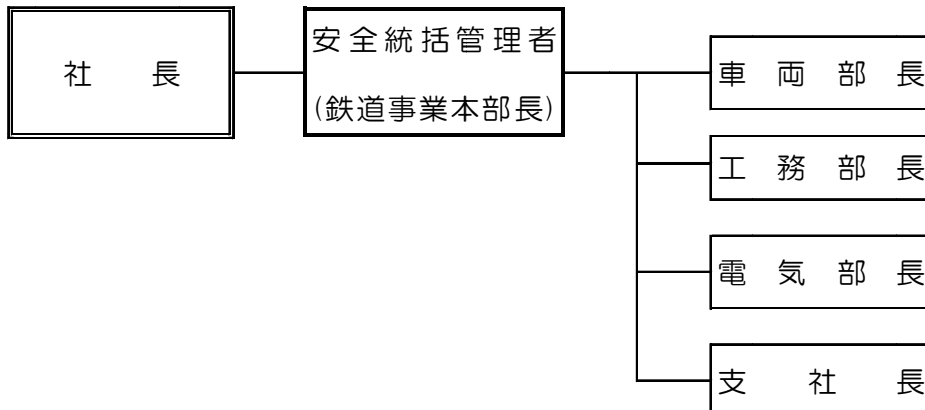 社長
安全統括管理者
(鉄道事業本部長)
車両部長
工務部長
電気部長
支社長